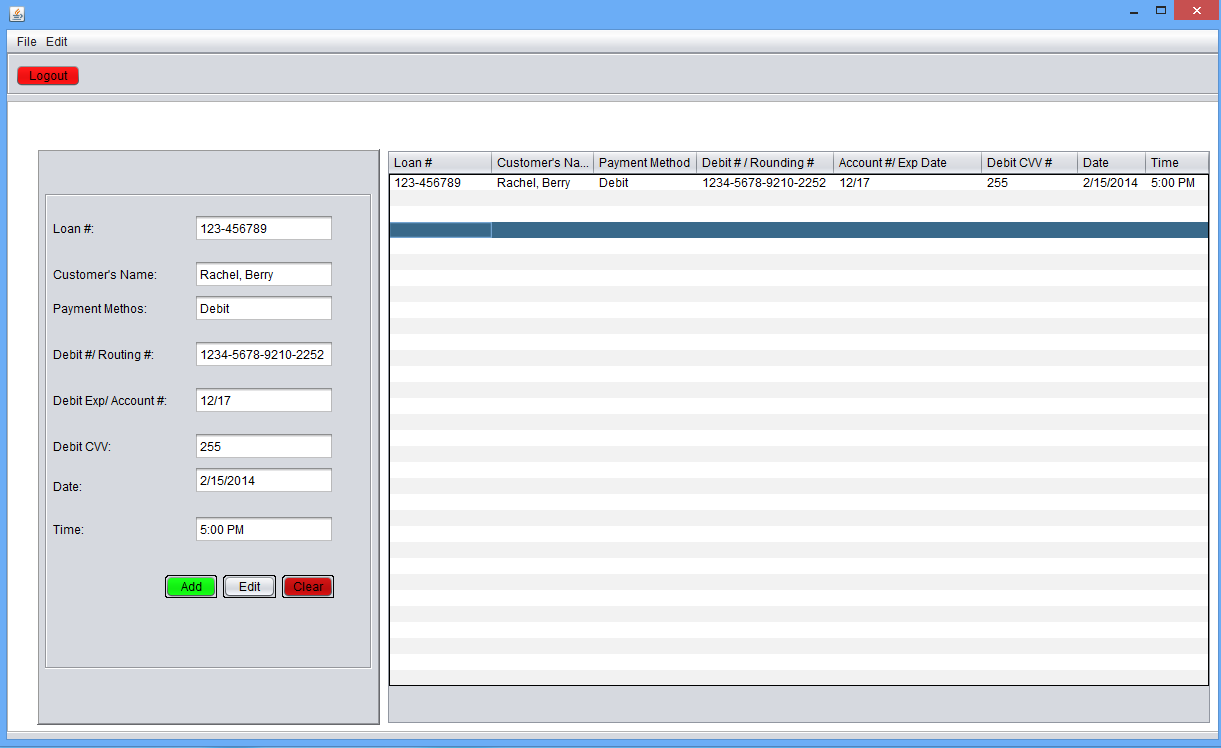 File Edit
Logout
Loan # Customer's Na... Payment Method Debit # / Rounding # Account #/ Exp Date Debit CVV # Date Time
123-456789 Rachel, Berry Debit 1234-5678-9210-2252 12/17 255 2/15/2014 5:00 PM
Loan #: 123-456789
Customer's Name: Rachel, Berry
Payment Methos: Debit
Debit #/ Routing #: 1234-5678-9210-2252
Debit Exp/ Account #: 12/17
Debit CVV: 255
Date: 2/15/2014
Time: 5:00 PM
Add Edit Clear